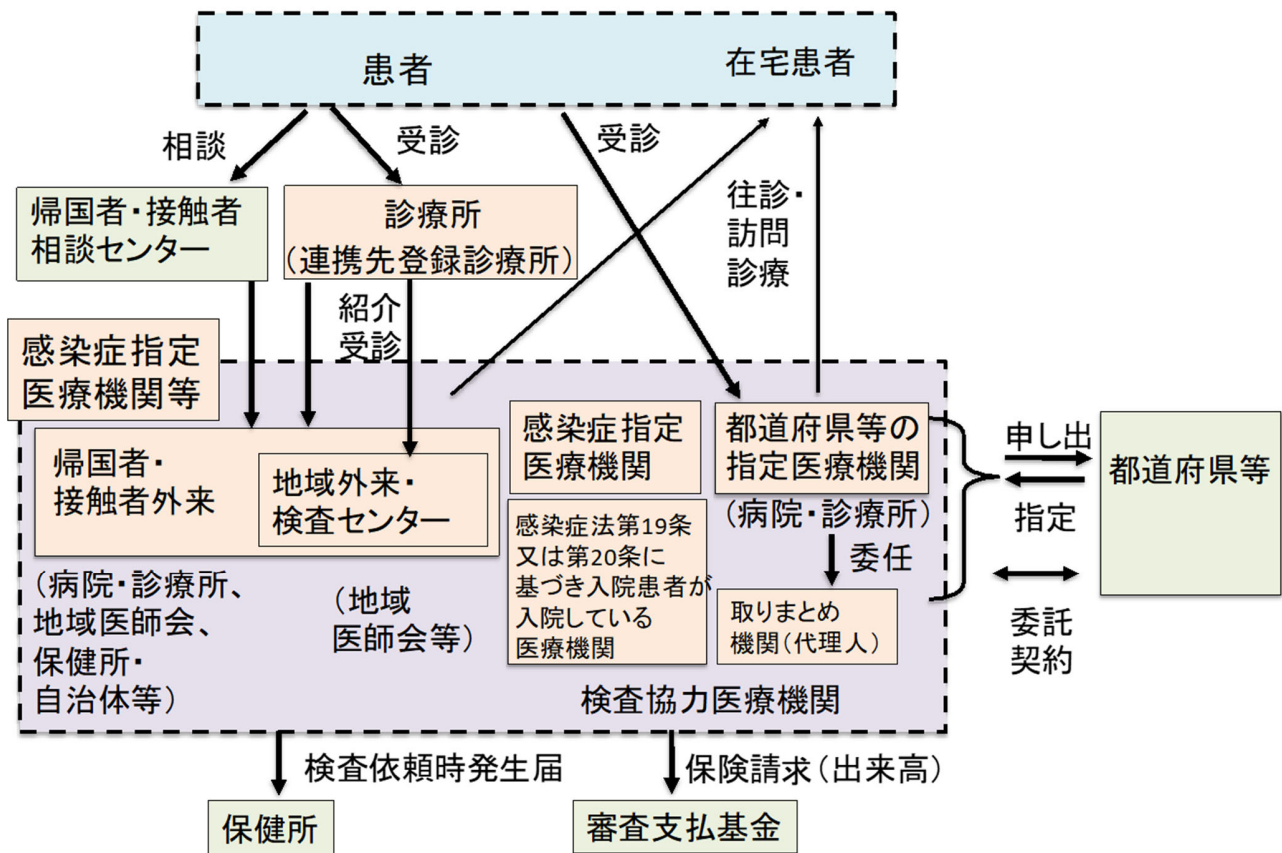 患者
在宅患者
相談
受診
受診
往診・
訪問
診療
帰国者・接触者
相談センター
診療所
（連携先登録診療所）
紹介
受診
感染症指定
医療機関等
帰国者・
接触者外来
地域外来・
検査センター
（病院・診療所、
地域医師会、
保健所・
自治体等）
（地域
医師会等）
感染症指定
医療機関
感染症法第19条
又は第20条に
基づき入院患者が
入院している
医療機関
都道府県等の
指定医療機関
（病院・診療所）
委任
取りまとめ
機関（代理人）
検査協力医療機関
申し出
指定
委託
契約
都道府県等
検査依頼時発生届
保健所
保険請求（出来高）
審査支払基金